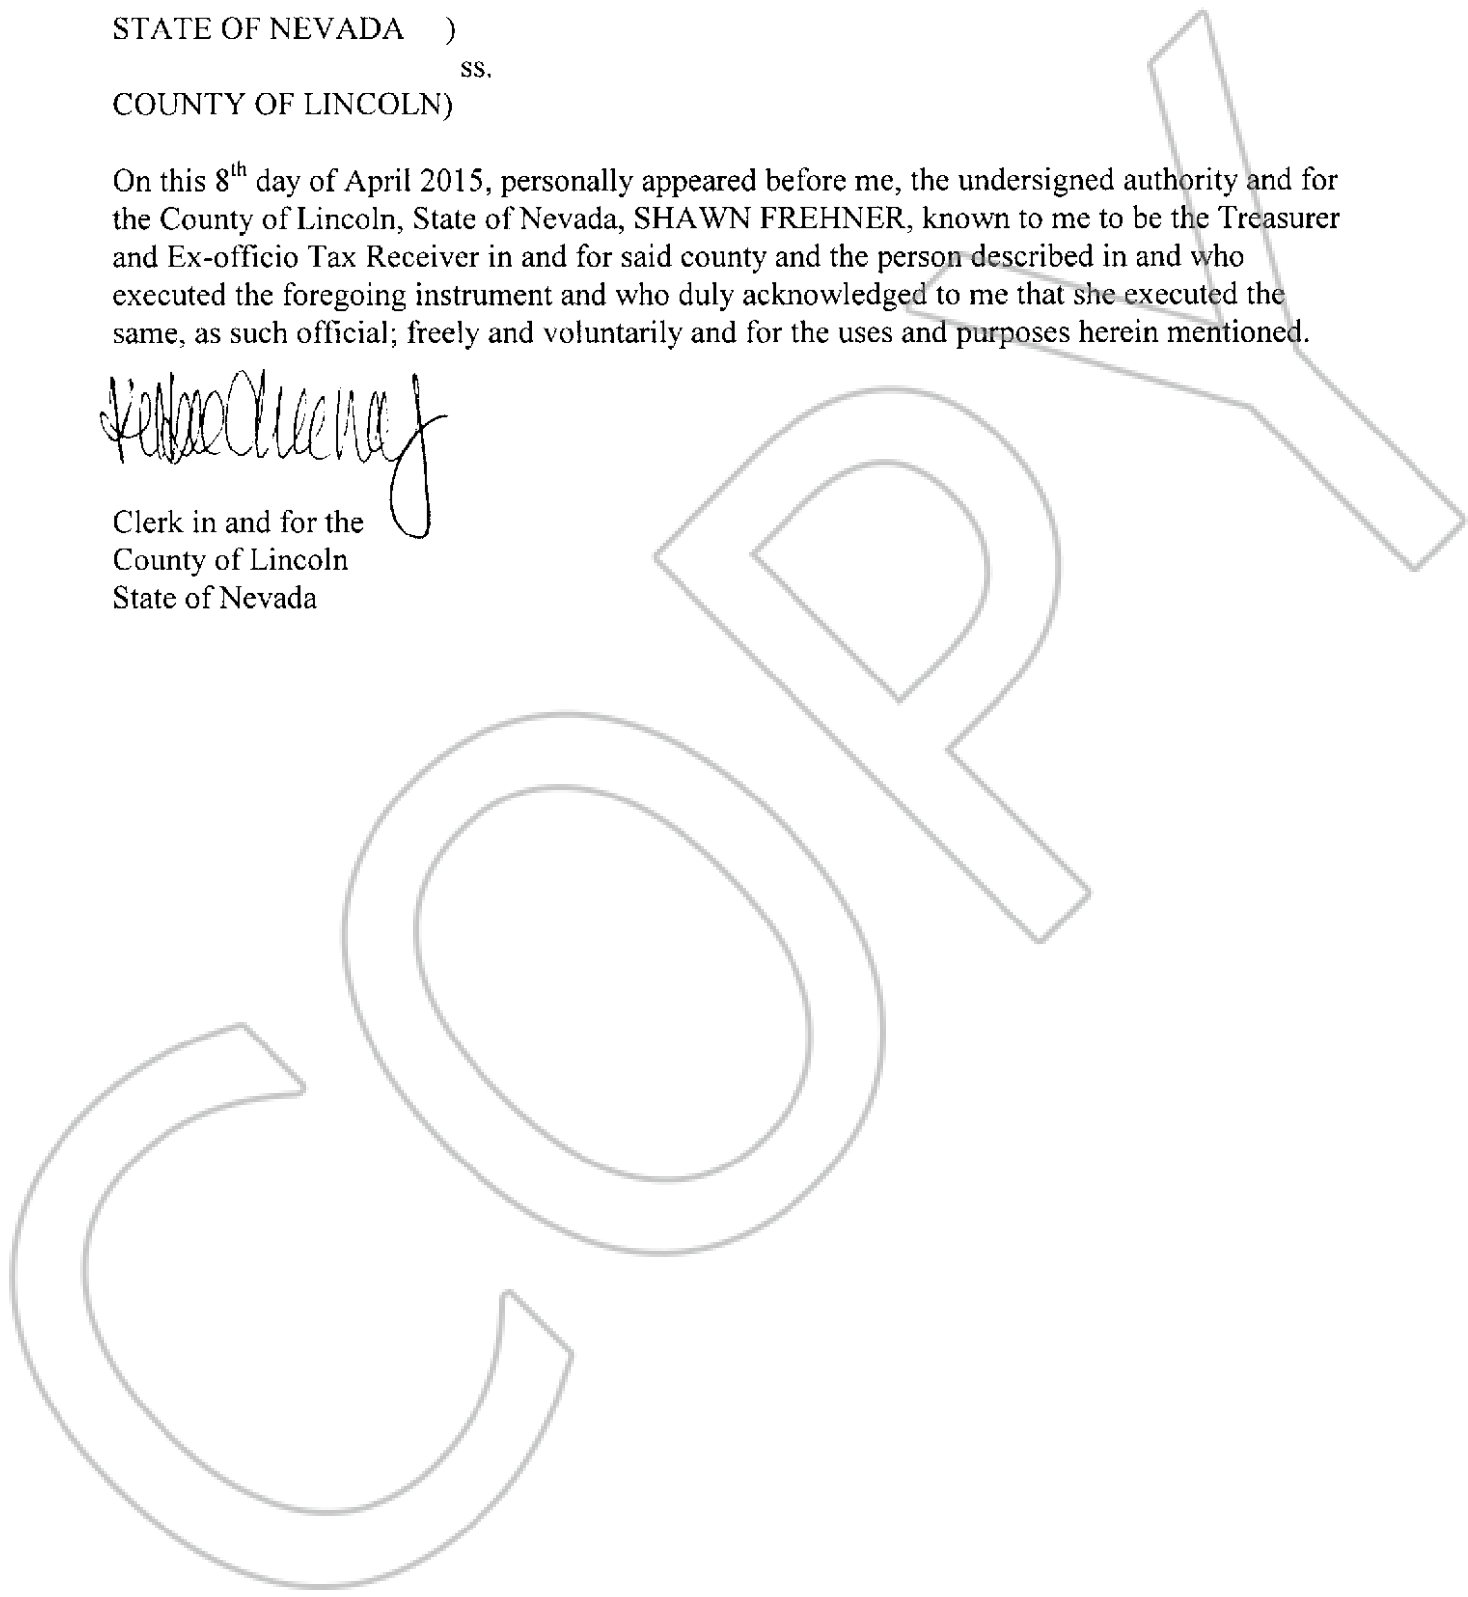 STATE OF NEVADA )
ss.
COUNTY OF LINCOLN)
On this 8th day of April 2015, personally appeared before me, the undersigned authority and for
the County of Lincoln, State of Nevada, SHAWN FREHNER, known to me to be the Treasurer
and Ex-officio Tax Receiver in and for said county and the person described in and who
executed the foregoing instrument and who duly acknowledged to me that she executed the
same, as such official; freely and voluntarily and for the uses and purposes herein mentioned.
Clerk in and for the
County of Lincoln
State of Nevada
COPY